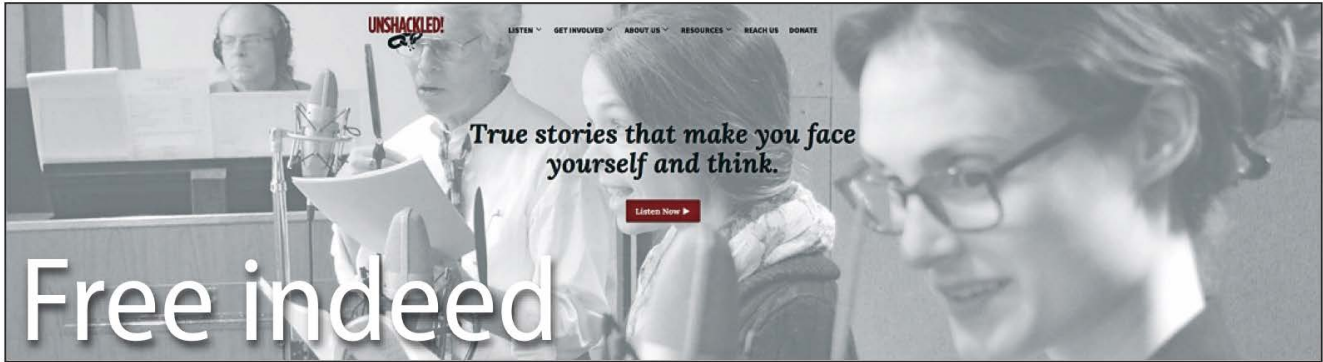 UNSHACKLED!
LISTEN GET INVOLVED ABOUT US RESOURCES REACH US DONATE
True stories that make you face
yourself and think.
Listen Now
Free indeed